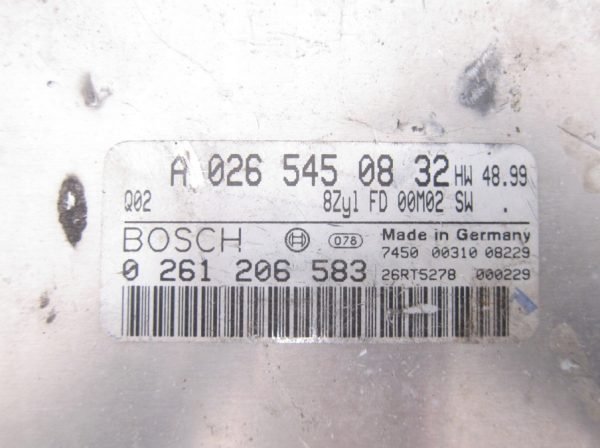 A 026 545 08 32 HW 48.99
Q02 8Zyl FD 00M02 SW .
BOSCH 078 Made in Germany
7450 00310 08229
0 261 206 583 26RT5278 000229